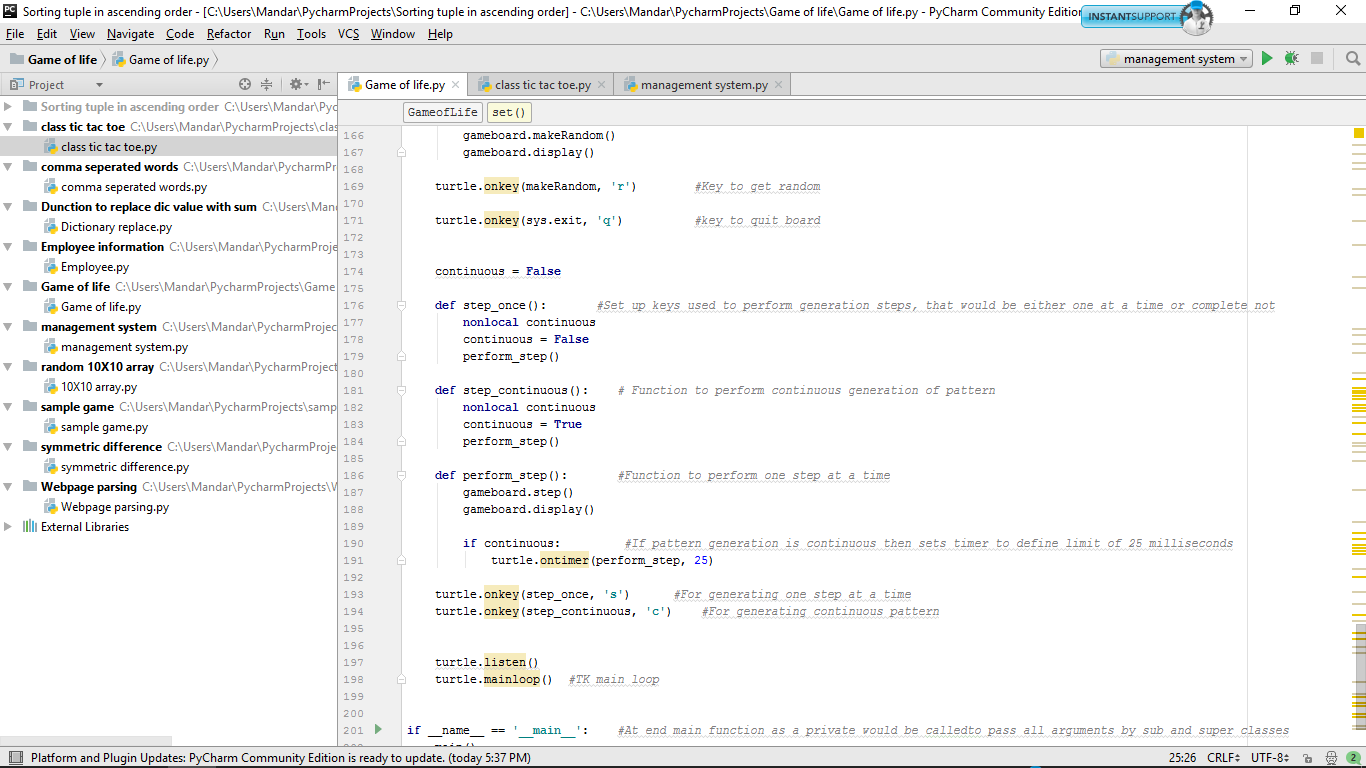 Sorting tuple in ascending order - [C:\Users\Mandar\PycharmProjects\Sorting tuple in ascending order] - C:\Users\Mandar\PycharmProjects\Game of life\Game of life.py - PyCharm Community Edition
INSTANTSUPPORT
File Edit View Navigate Code Refactor Run Tools VCS Window Help
Game of life Game of life.py management system
Project
Game of life.py class tic tac toe.py management system.py
GameofLife set()
Sorting tuple in ascending order C:\Users\Mandar\Pyc
class tic tac toe C:\Users\Mandar\PycharmProjects\clas
class tic tac toe.py
comma seperated words C:\Users\Mandar\PycharmP
comma seperated words.py
Dunction to replace dic value with sum C:\Users\Man
Dictionary replace.py
Employee information C:\Users\Mandar\PycharmProje
Employee.py
Game of life C:\Users\Mandar\PycharmProjects\Game
Game of life.py
management system C:\Users\Mandar\PycharmProjec
management system.py
random 10X10 array C:\Users\Mandar\PycharmProject
10X10 array.py
sample game C:\Users\Mandar\PycharmProjects\samp
sample game.py
symmetric difference C:\Users\Mandar\PycharmProje
symmetric difference.py
Webpage parsing C:\Users\Mandar\PycharmProjects\W
Webpage parsing.py
External Libraries
166 gameboard.makeRandom()
167 gameboard.display()
168
169 turtle.onkey(makeRandom, 'r') #Key to get random
170
171 turtle.onkey(sys.exit, 'q') #key to quit board
172
173
174 continuous = False
175
176 def step_once(): #Set up keys used to perform generation steps, that would be either one at a time or complete not
177 nonlocal continuous
178 continuous = False
179 perform_step()
180
181 def step_continuous(): # Function to perform continuous generation of pattern
182 nonlocal continuous
183 continuous = True
184 perform_step()
185
186 def perform_step(): #Function to perform one step at a time
187 gameboard.step()
188 gameboard.display()
189
190 if continuous: #If pattern generation is continuous then sets timer to define limit of 25 milliseconds
191 turtle.ontimer(perform_step, 25)
192
193 turtle.onkey(step_once, 's') #For generating one step at a time
194 turtle.onkey(step_continuous, 'c') #For generating continuous pattern
195
196
197 turtle.listen()
198 turtle.mainloop() #TK main loop
199
200
201 if __name__ == '__main__': #At end main function as a private would be calledto pass all arguments by sub and super classes
Platform and Plugin Updates: PyCharm Community Edition is ready to update. (today 5:37 PM) 25:26 CRLF UTF-8 2